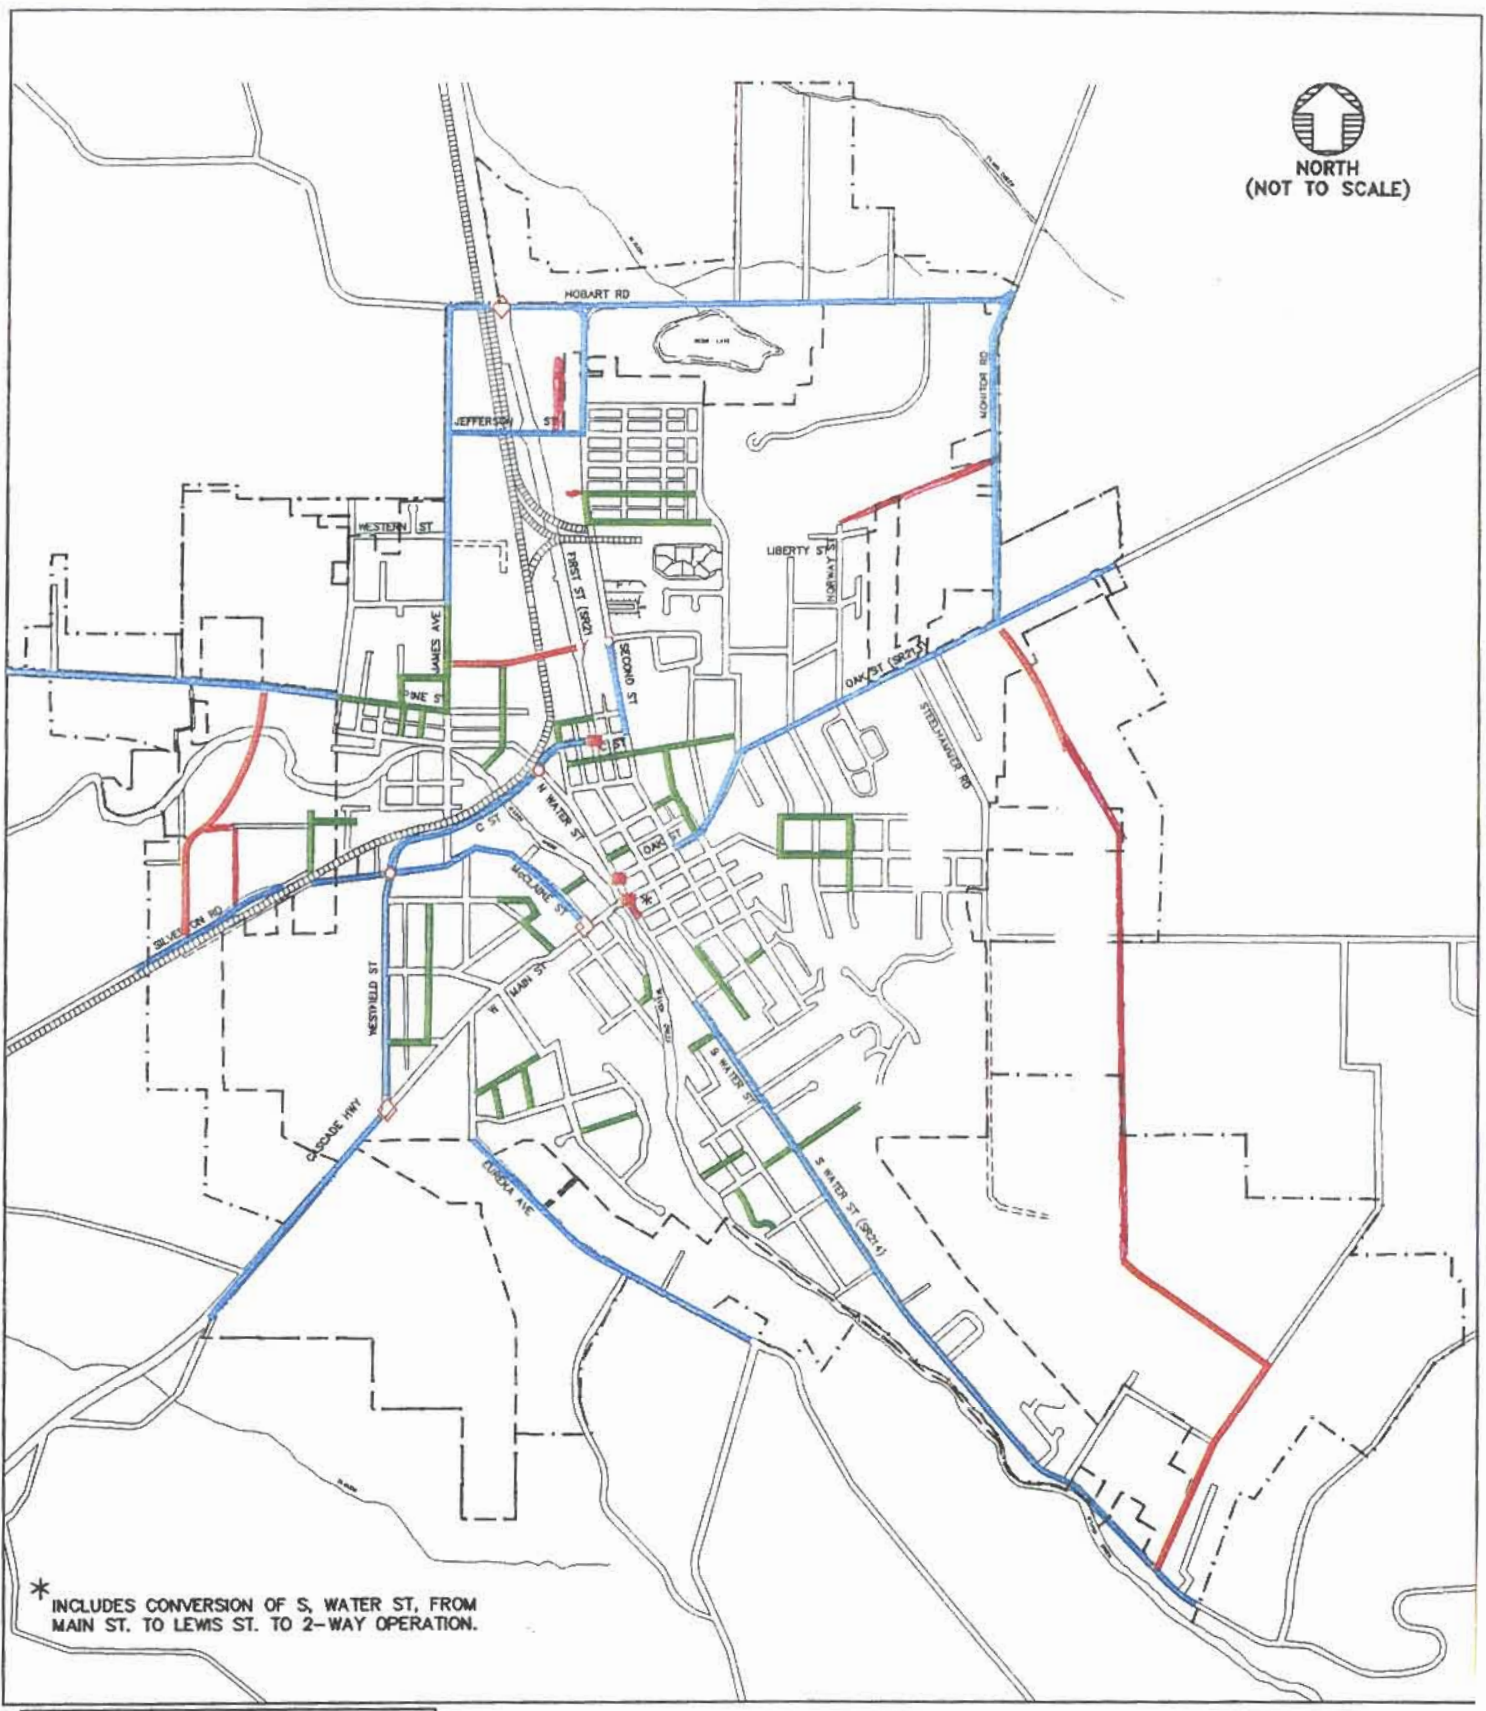 NORTH
(NOT TO SCALE)
HOBART RD
MONITOR RD
JEFFERSON ST
WESTERN ST
LIBERTY ST
NORWAY ST
FIRST ST (SR21
JAMES AVE
SECOND ST
OAK ST (SR213)
PINE S
STEELHAMMER RD
C ST
N WATER ST
C ST
OAK ST
McCLAINE ST
*
SILVERTON RD
W MAIN ST
WESTFIELD ST
S WATER ST
CASCADE HWY
EUREKA AVE
S WATER ST (SR214)
* INCLUDES CONVERSION OF S, WATER ST, FROM
MAIN ST. TO LEWIS ST. TO 2-WAY OPERATION.